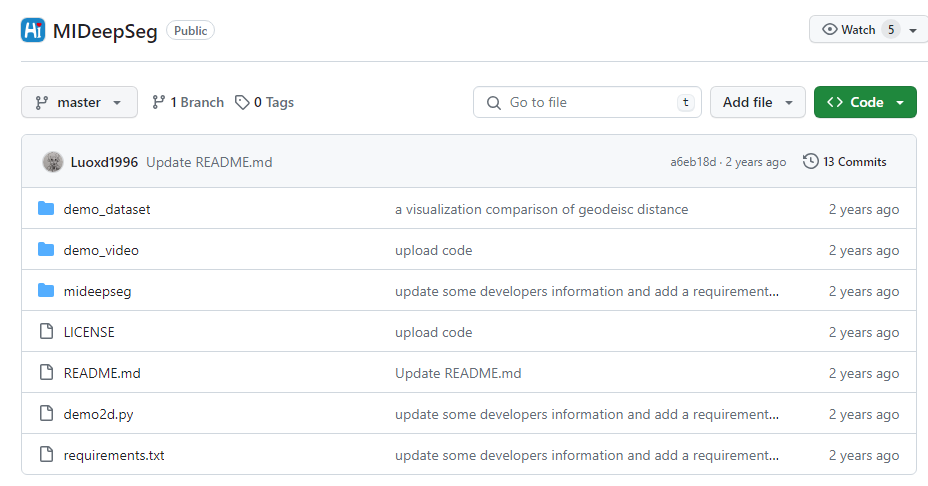 Hi MIDeepSeg Public Watch 5
master 1 Branch 0 Tags Go to file t Add file Code
Luoxd1996 Update README.md a6eb18d · 2 years ago 13 Commits
demo_dataset a visualization comparison of geodeisc distance 2 years ago
demo_video upload code 2 years ago
mideepseg update some developers information and add a requirement... 2 years ago
LICENSE upload code 2 years ago
README.md Update README.md 2 years ago
demo2d.py update some developers information and add a requirement... 2 years ago
requirements.txt update some developers information and add a requirement... 2 years ago